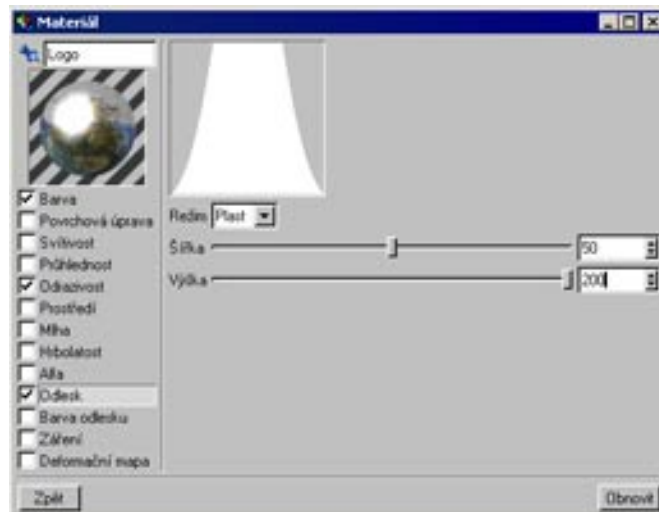 Materiál
Logo
Barva
Povrchová úprava
Svítivost
Průhlednost
Odrazivost
Prostředí
Mlha
Hrbolatost
Alfa
Odlesk
Barva odlesku
Záření
Deformační mapa
Režim Plast
Šířka 50
Výška 200
Zpět
Obnovit